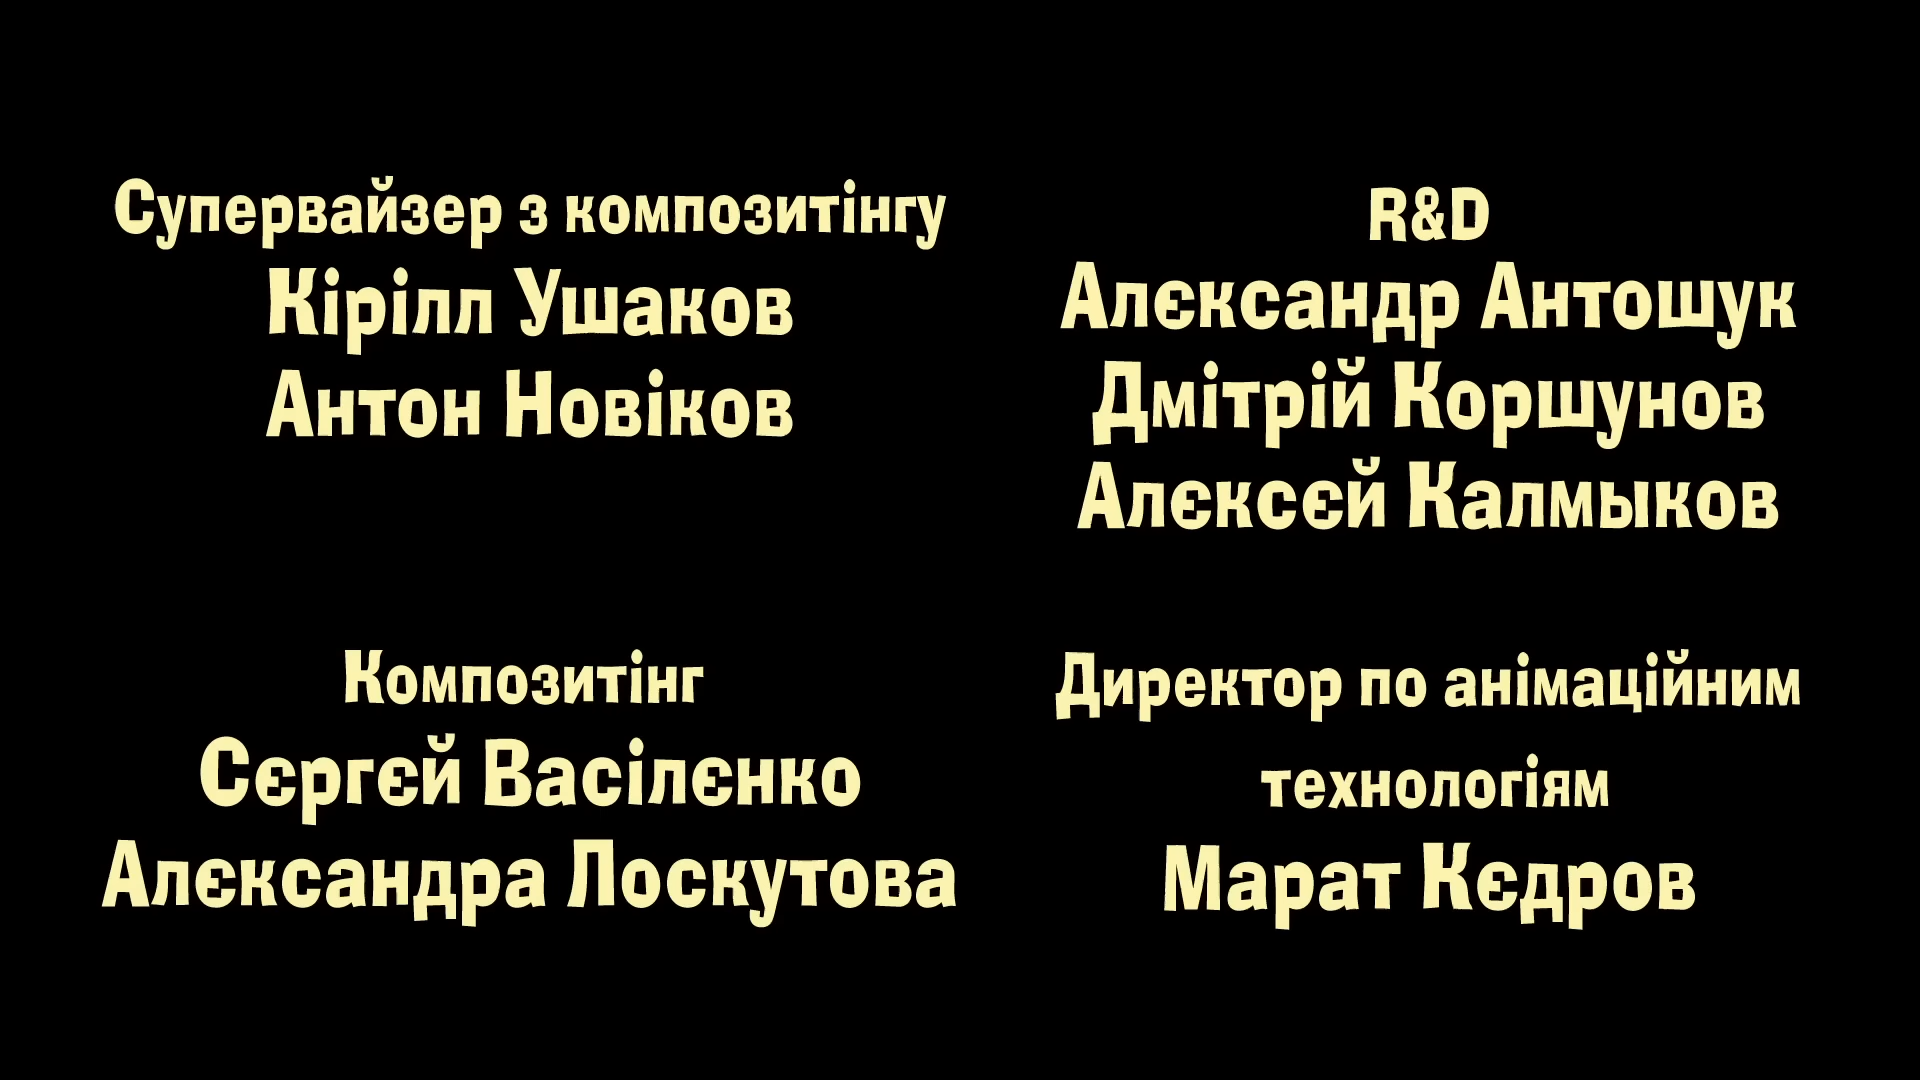 Супервайзер з композитінгу
Кірілл Ушаков
Антон Новіков
R&D
Алєксандр Антошук
Дмітрій Коршунов
Алєксєй Калмыков
Композитінг
Сєргєй Васілєнко
Алєксандра Лоскутова
Директор по анімаційним
технологіям
Марат Кєдров